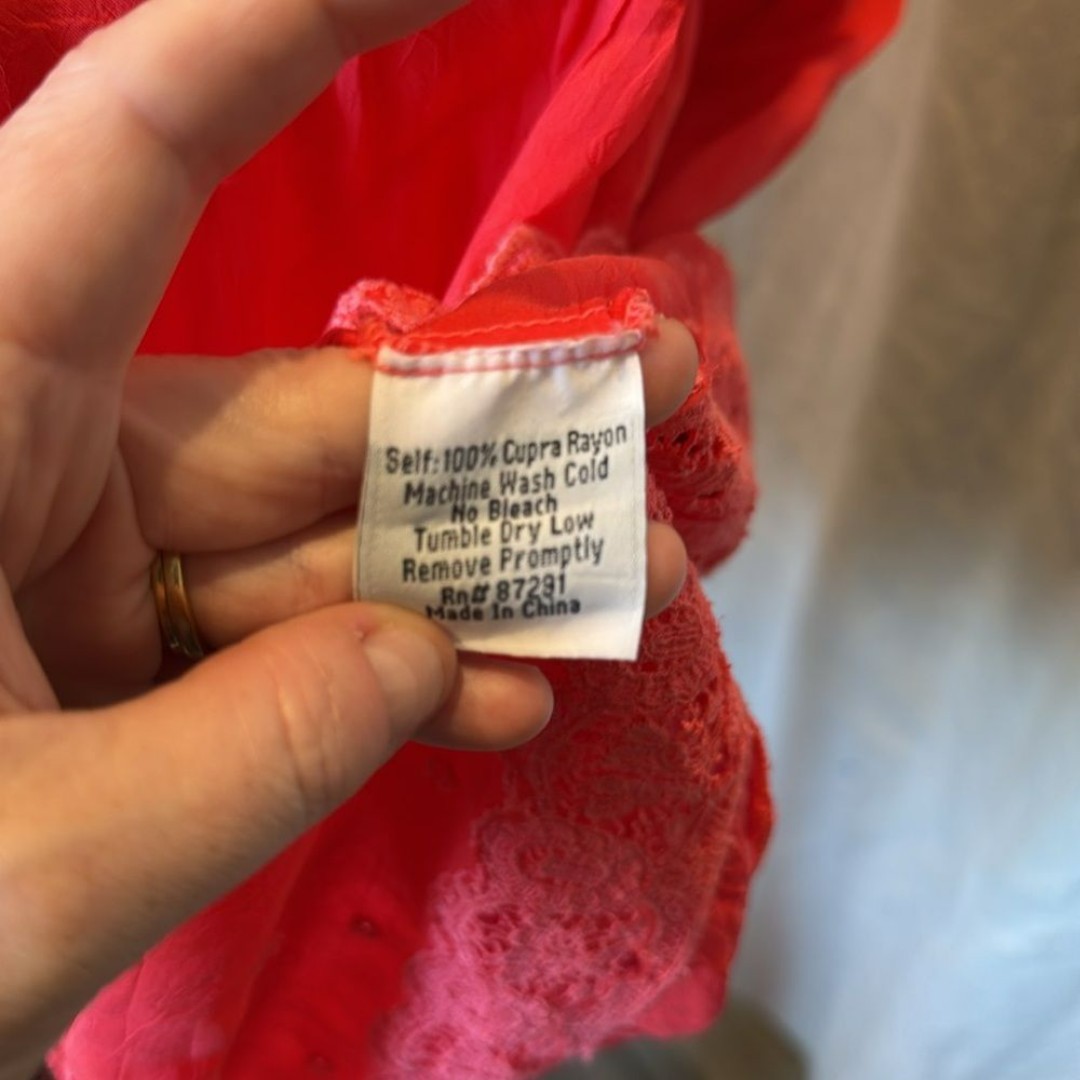 Self: 100% Cupra Rayon
Machine Wash Cold
No Bleach
Tumble Dry Low
Remove Promptly
Rn# 87291
Made In China